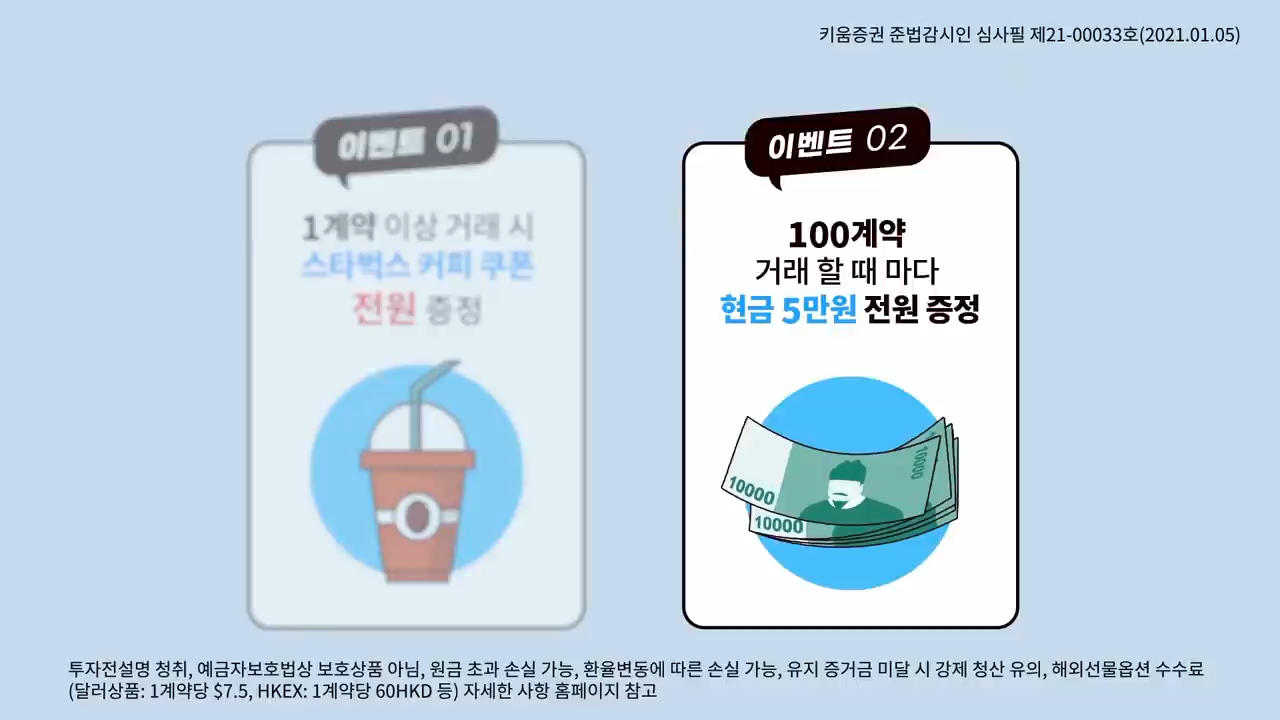 키움증권 준법감시인 심사필 제21-00033호(2021.01.05)
이벤트 01
1계약 이상 거래 시
스타벅스 커피 쿠폰
전원 증정
이벤트 02
100계약
거래 할 때 마다
현금 5만원 전원 증정
10000
10000
10000
투자전설명 청취, 예금자보호법상 보호상품 아님, 원금 초과 손실 가능, 환율변동에 따른 손실 가능, 유지 증거금 미달 시 강제 청산 유의, 해외선물옵션 수수료
(달러상품: 1계약당 $7.5, HKEX: 1계약당 60HKD 등) 자세한 사항 홈페이지 참고